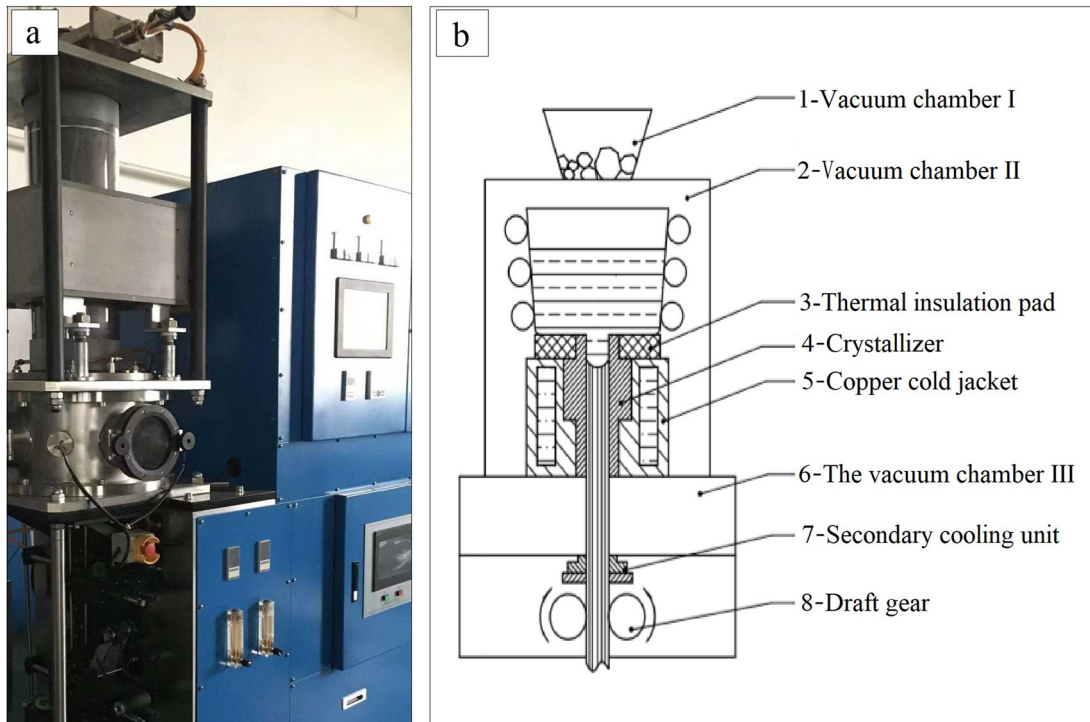 a
b
1-Vacuum chamber I
2-Vacuum chamber II
3-Thermal insulation pad
4-Crystallizer
5-Copper cold jacket
6-The vacuum chamber III
7-Secondary cooling unit
8-Draft gear